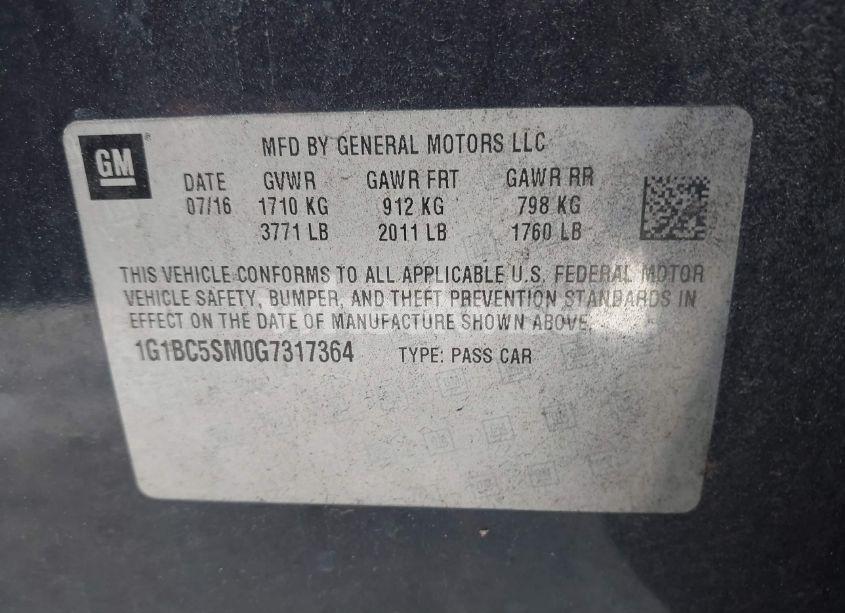 GM
MFD BY GENERAL MOTORS LLC
DATE GVWR GAWR FRT GAWR RR
07/16 1710 KG 912 KG 798 KG
3771 LB 2011 LB 1760 LB
THIS VEHICLE CONFORMS TO ALL APPLICABLE U.S. FEDERAL MOTOR
VEHICLE SAFETY, BUMPER, AND THEFT PREVENTION STANDARDS IN
EFFECT ON THE DATE OF MANUFACTURE SHOWN ABOVE.
1G1BC5SM0G7317364 TYPE: PASS CAR